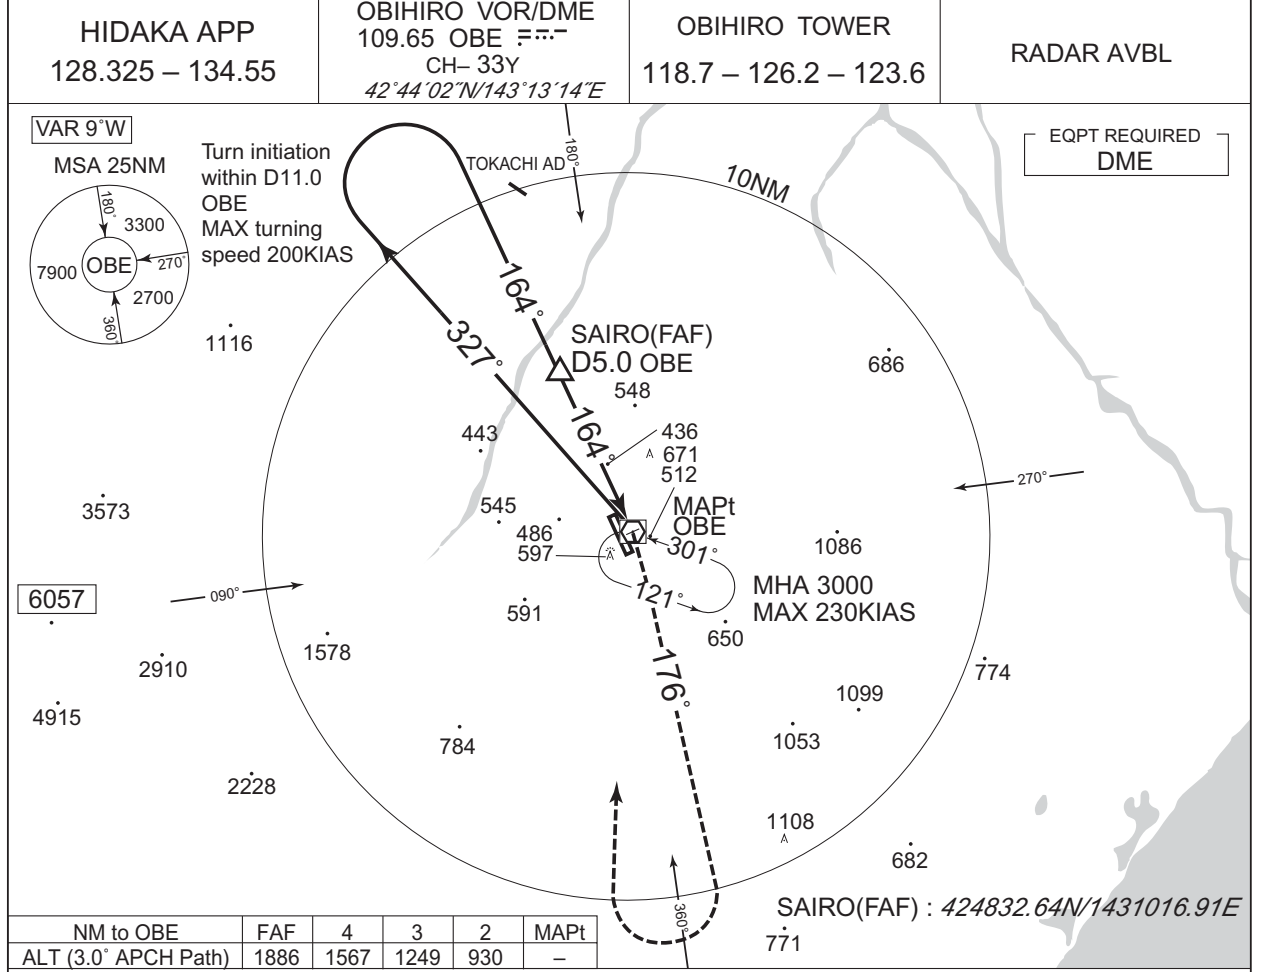 HIDAKA APP
128.325 – 134.55
OBIHIRO VOR/DME
109.65 OBE
CH– 33Y
42°44´02˝N/143°13´14˝E
OBIHIRO TOWER
118.7 – 126.2 – 123.6
RADAR AVBL
VAR 9°W
MSA 25NM
180°
3300
7900
OBE
270°
2700
360°
Turn initiation
within D11.0
OBE
MAX turning
speed 200KIAS
TOKACHI AD
180°
10NM
EQPT REQUIRED
DME
164°
327°
SAIRO(FAF)
D5.0 OBE
1116
548
686
164°
443
436
671
512
3573
545
486
597
MAPt
OBE
301°
270°
1086
6057
090°
121°
MHA 3000
MAX 230KIAS
591
650
1578
2910
176°
774
4915
1099
784
1053
2228
1108
682
360°
SAIRO(FAF) : 424832.64N/1431016.91E
771
NM to OBE FAF 4 3 2 MAPt
ALT (3.0° APCH Path) 1886 1567 1249 930 –